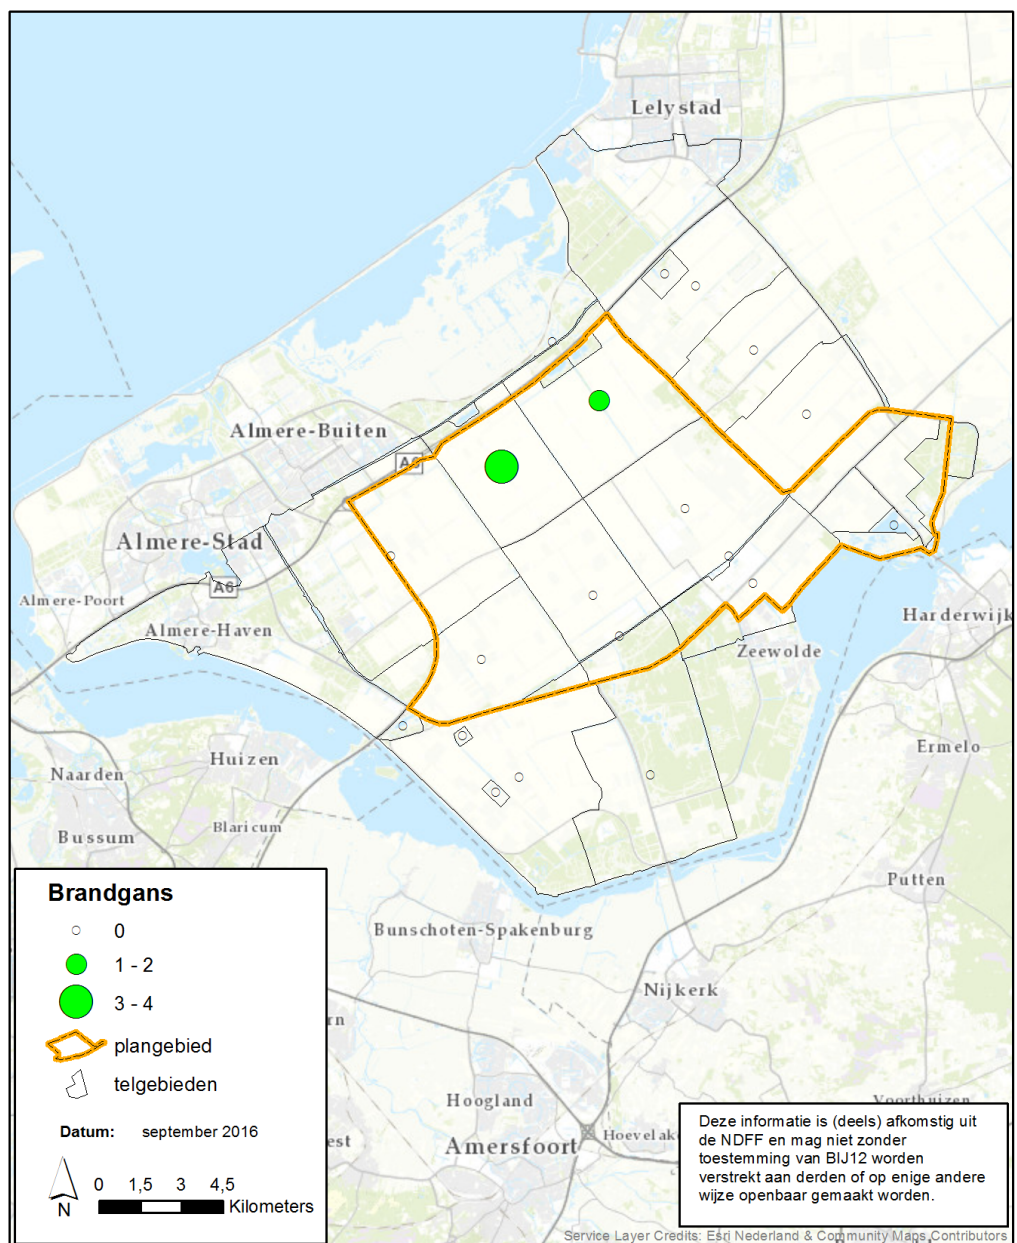 Lelystad
Almere-Buiten
A6
Almere-Stad
A6
Almere-Poort
Almere-Haven
Harderwijk
Zeewolde
Huizen
Naarden
Ermelo
Blaricum
Bussum
Putten
Bunschoten-Spakenburg
Nijkerk
Hoogland
Voorthuizen
Amersfoort
Brandgans
0
1 - 2
3 - 4
plangebied
telgebieden
Datum: september 2016
0 1,5 3 4,5
Kilometers
N
Deze informatie is (deels) afkomstig uit
de NDFF en mag niet zonder
toestemming van BIJ12 worden
verstrekt aan derden of op enige andere
wijze openbaar gemaakt worden.
Service Layer Credits: Esri Nederland & Community Maps Contributors